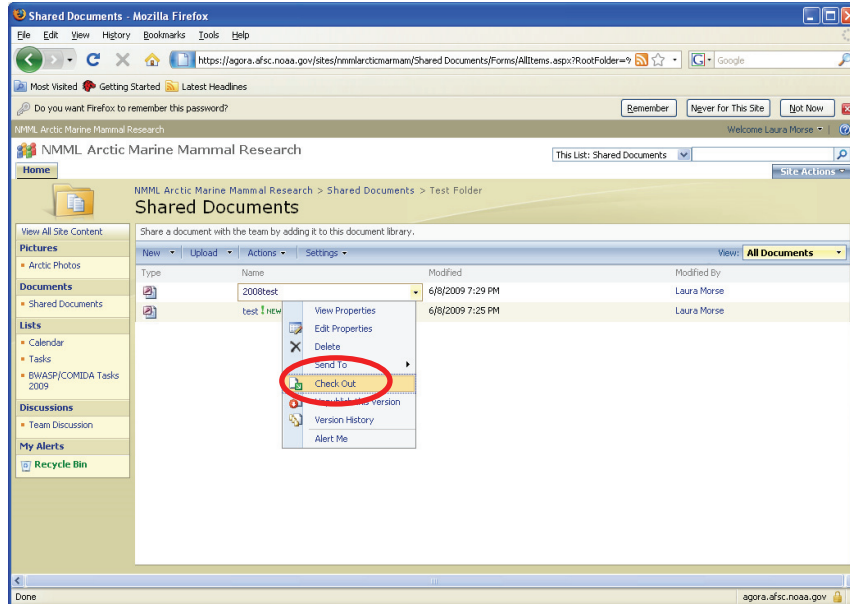 Shared Documents - Mozilla Firefox
File Edit View History Bookmarks Tools Help
https://agora.afsc.noaa.gov/sites/nmmlarcticmarmam/Shared Documents/Forms/AllItems.aspx?RootFolder=% Google
Most Visited Getting Started Latest Headlines
Do you want Firefox to remember this password? Remember Never for This Site Not Now
NMML Arctic Marine Mammal Research Welcome Laura Morse
NMML Arctic Marine Mammal Research This List: Shared Documents
Home Site Actions
NMML Arctic Marine Mammal Research > Shared Documents > Test Folder
Shared Documents
View All Site Content Share a document with the team by adding it to this document library.
Pictures New Upload Actions Settings View: All Documents
Arctic Photos
Type Name Modified Modified By
Documents
2008test 6/8/2009 7:29 PM Laura Morse
Shared Documents
test ! NEW 6/8/2009 7:25 PM Laura Morse
Lists
View Properties
Calendar
Edit Properties
Tasks
Delete
BWASP/COMIDA Tasks
2009
Send To
Check Out
Discussions
Unpublish this version
Team Discussion
Version History
My Alerts
Alert Me
Recycle Bin
Done agora.afsc.noaa.gov